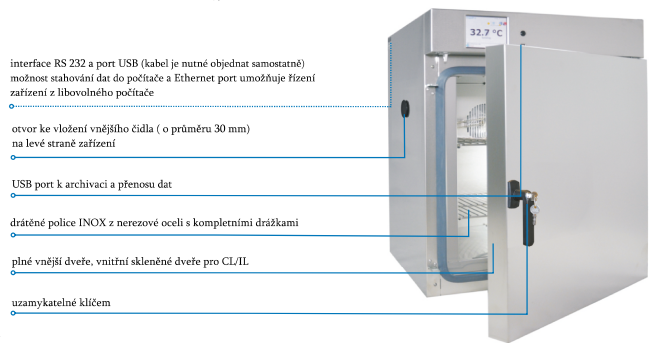 32.7 °C
interface RS 232 a port USB (kabel je nutné objednat samostatně)
možnost stahování dat do počítače a Ethernet port umožňuje řízení
zařízení z libovolného počítače
otvor ke vložení vnějšího čidla ( o průměru 30 mm)
na levé straně zařízení
USB port k archivaci a přenosu dat
drátěné police INOX z nerezové oceli s kompletními drážkami
plné vnější dveře, vnitřní skleněné dveře pro CL/IL
uzamykatelné klíčem